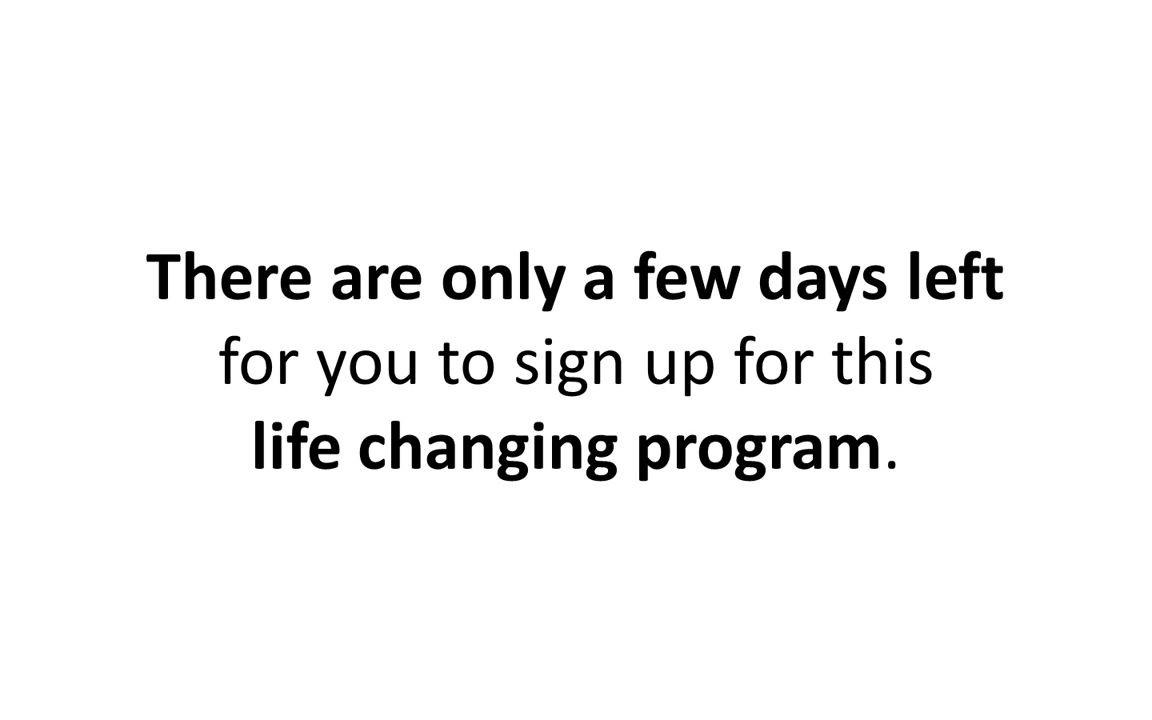 There are only a few days left
for you to sign up for this
life changing program.